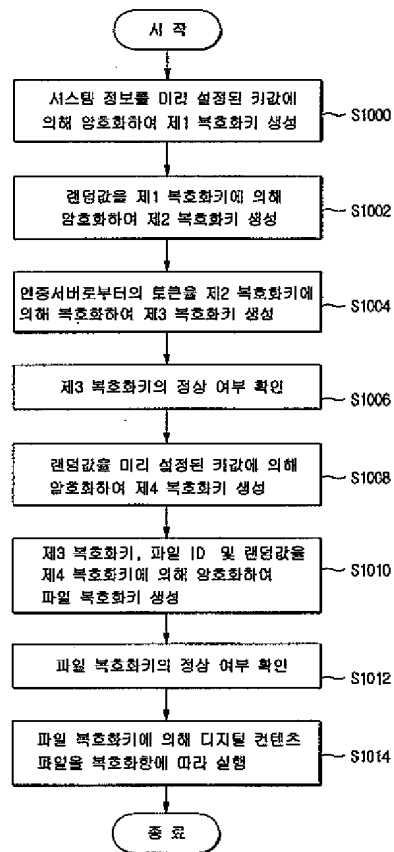 시 작
시스템 정보를 미리 설정된 키값에
의해 암호화하여 제1 복호화키 생성
S1000
랜덤값을 제1 복호화키에 의해
암호화하여 제2 복호화키 생성
S1002
인증서버로부터의 토큰을 제2 복호화키에
의해 복호화하여 제3 복호화키 생성
S1004
제3 복호화키의 정상 여부 확인
S1006
랜덤값을 미리 설정된 키값에 의해
암호화하여 제4 복호화키 생성
S1008
제3 복호화키, 파일 ID 및 랜덤값을
제4 복호화키에 의해 암호화하여
파일 복호화키 생성
S1010
파일 복호화키의 정상 여부 확인
S1012
파일 복호화키에 의해 디지털 컨텐츠
파일을 복호화함에 따라 실행
S1014
종 료